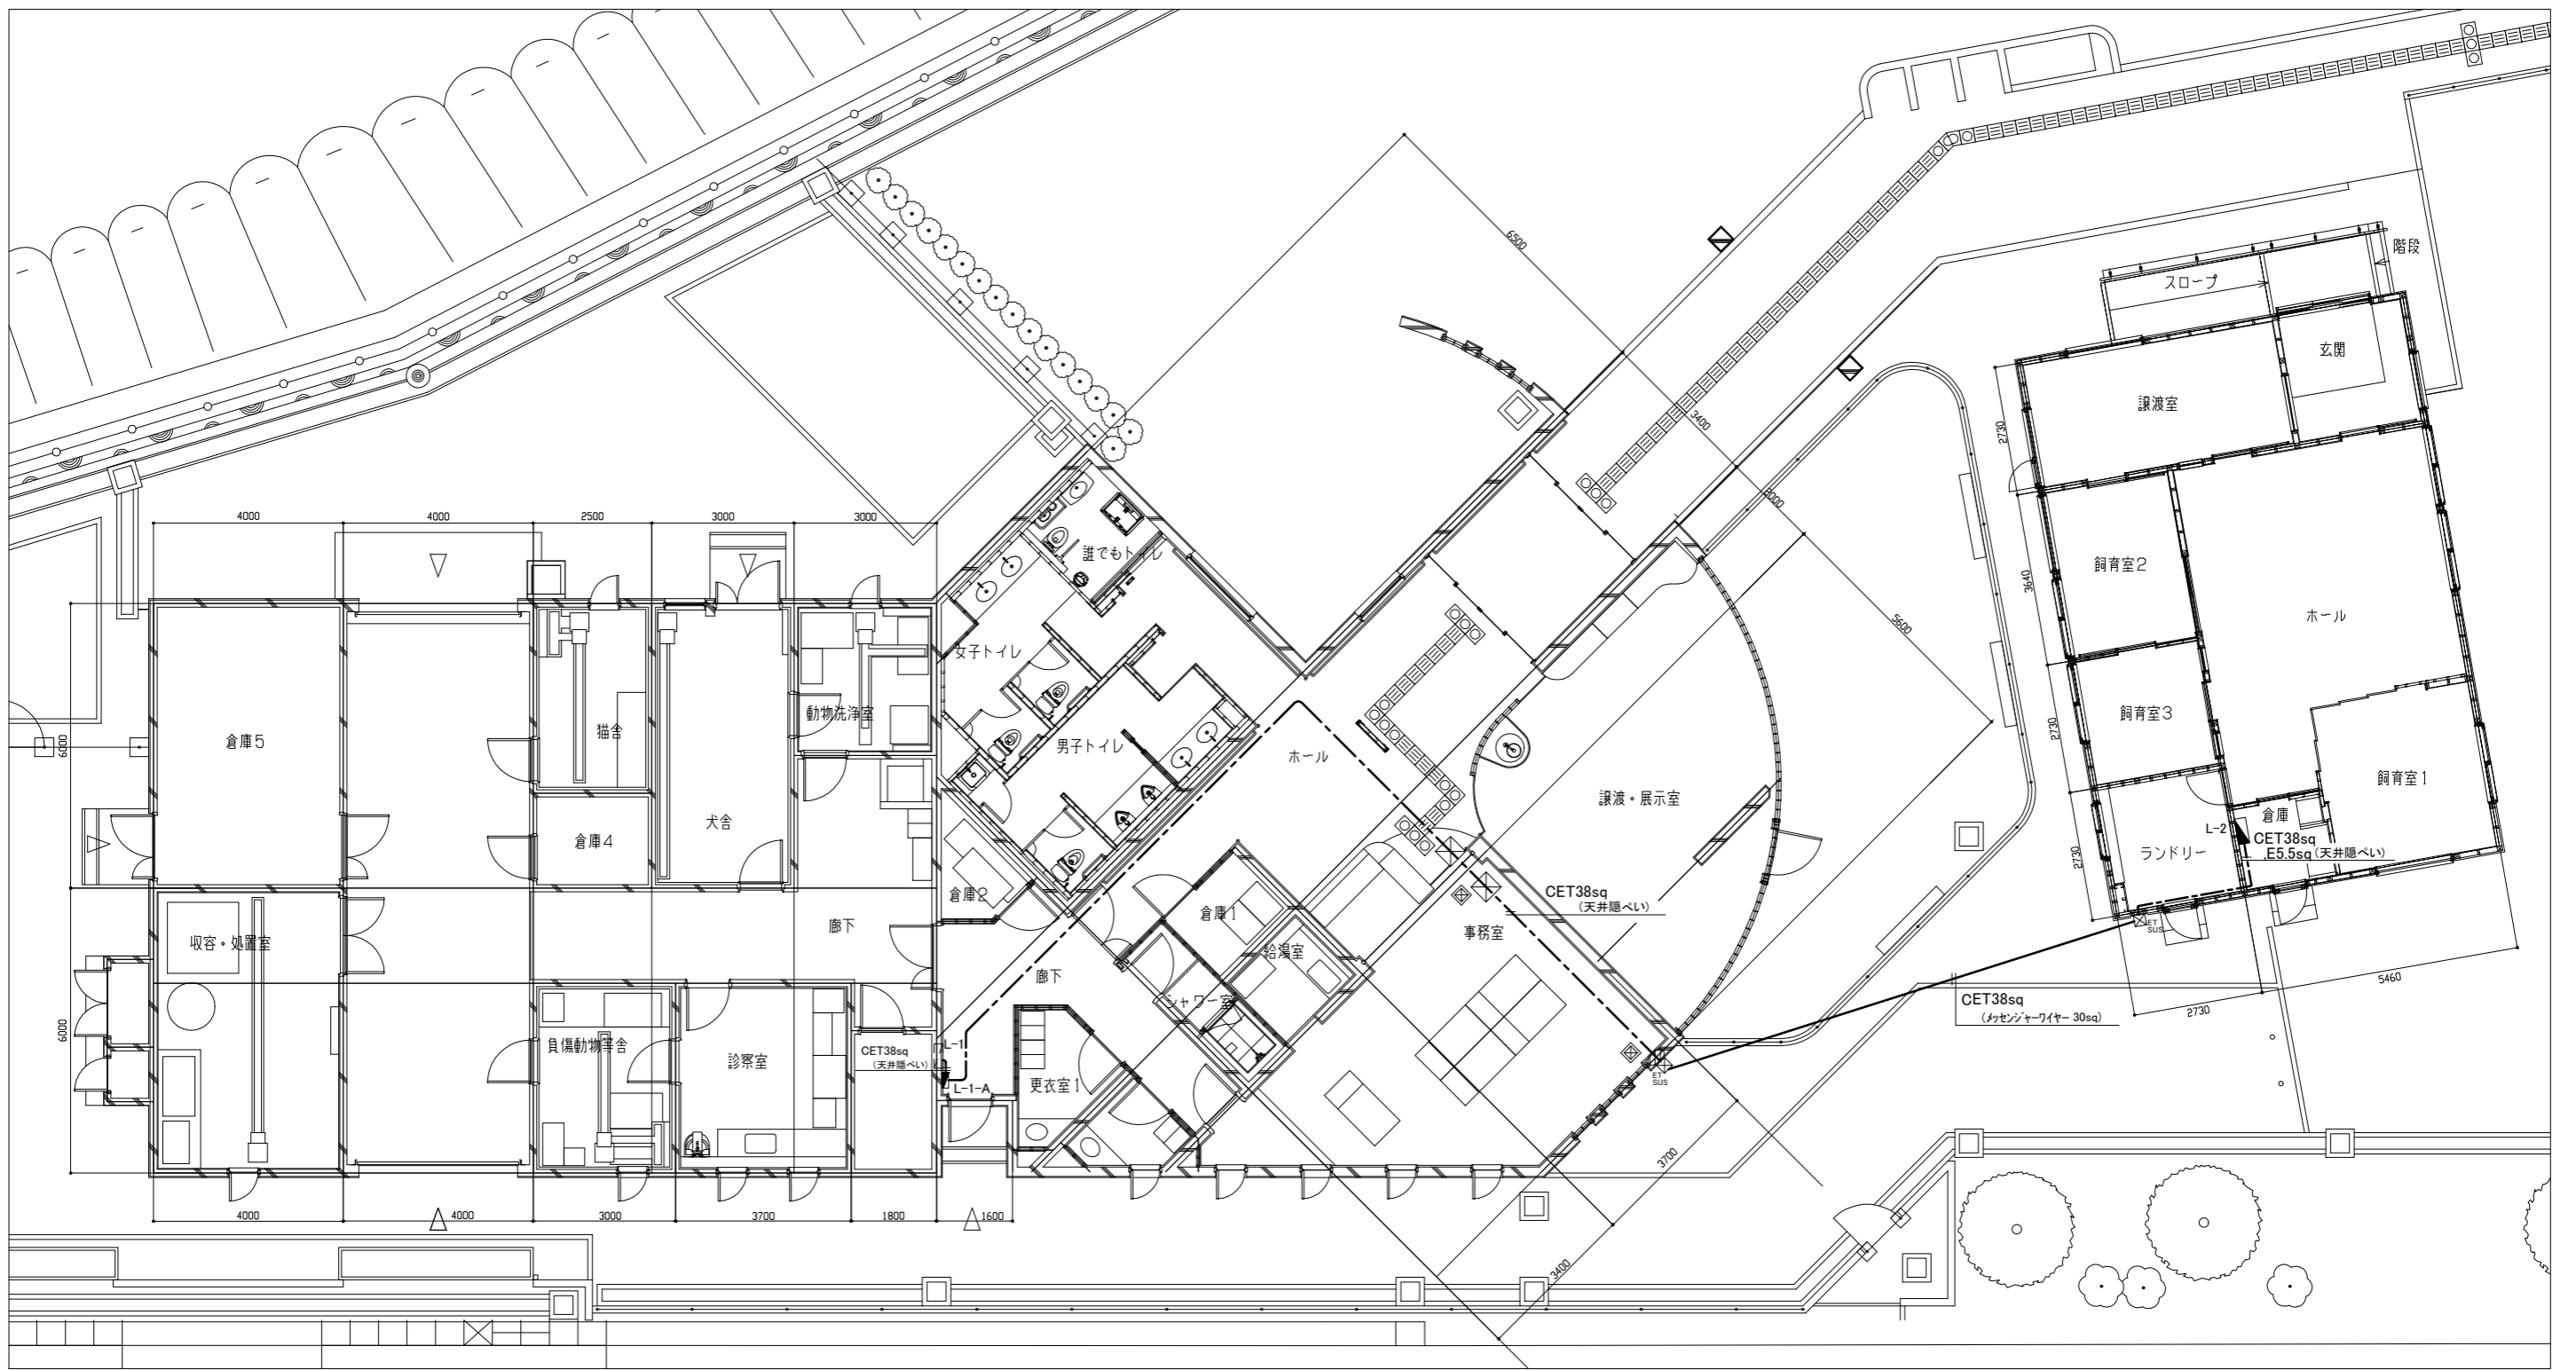 6500
階段
スロープ
玄関
譲渡室
3400
2730
2000
4000
4000
2500
3000
3000
誰でもトイレ
飼育室2
3640
ホール
5600
女子トイレ
動物洗浄室
飼育室3
猫舎
倉庫5
6000
男子トイレ
2730
ホール
飼育室1
譲渡・展示室
犬舎
倉庫4
倉庫
L-2
CET38sq
,E5.5sq(天井隠ぺい)
ランドリー
2730
倉庫2
CET38sq
(天井隠ぺい)
倉庫1
廊下
事務室
ET
SUS
収容・処置室
給湯室
廊下
5460
シャワー室
CET38sq
(メッセンジャーワイヤー 30sq)
2730
6000
負傷動物等舎
診察室
L-1
CET38sq
(天井隠ぺい)
L-1-A
更衣室1
ET
SUS
3700
4000
4000
3000
3700
1800
1600
3400